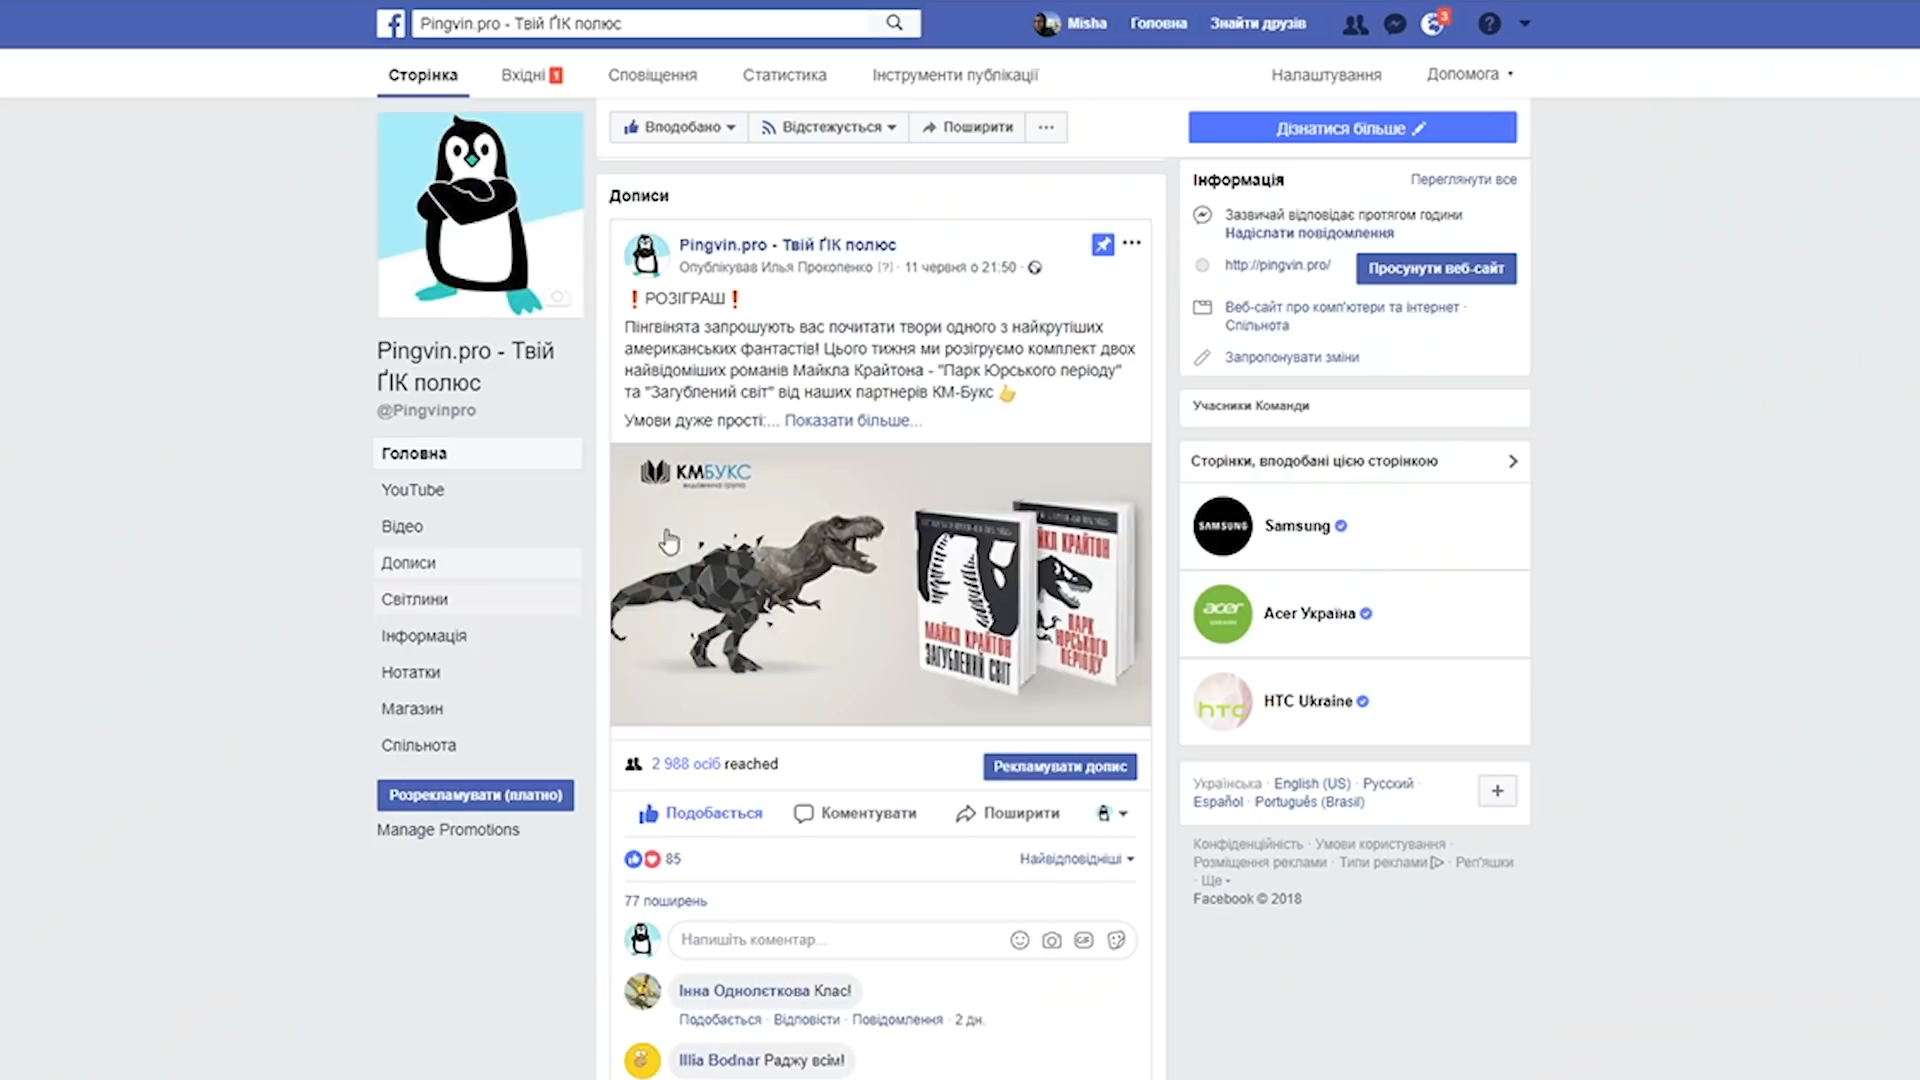 Pingvin.pro - Твій ҐІК полюс
Misha
Головна
Знайти друзів
3
Сторінка
Вхідні 1
Сповіщення
Статистика
Інструменти публікації
Налаштування
Допомога
Вподобано
Відстежується
Поширити
Дізнатися більше
Pingvin.pro - Твій
ҐІК полюс
@Pingvinpro
Головна
YouTube
Відео
Дописи
Світлини
Інформація
Нотатки
Магазин
Спільнота
Розрекламувати (платно)
Manage Promotions
Дописи
Pingvin.pro - Твій ҐІК полюс
Опублікував Илья Прокопенко [?] · 11 червня о 21:50 ·
❗РОЗІГРАШ❗
Пінгвінята запрошують вас почитати твори одного з найкрутіших
американських фантастів! Цього тижня ми розігруємо комплект двох
найвідоміших романів Майкла Крайтона - "Парк Юрського періоду"
та "Загублений світ" від наших партнерів КМ-Букс 👍
Умови дуже прості:... Показати більше...
КМБУКС
видавнича група
МАЙКЛ КРАЙТОН
ЗАГУБЛЕНИЙ СВІТ
КРАЙТОН
ПАРК
ЮРСЬКОГО
ПЕРІОДУ
2 988 осіб reached
Рекламувати допис
Подобається
Коментувати
Поширити
85
Найвідповідніші
77 поширень
Напишіть коментар...
GIF
Інна Однолєткова Клас!
Подобається · Відповісти · Повідомлення · 2 дн.
Illia Bodnar Раджу всім!
Інформація
Переглянути все
Зазвичай відповідає протягом години
Надіслати повідомлення
http://pingvin.pro/
Просунути веб-сайт
Веб-сайт про комп'ютери та інтернет ·
Спільнота
Запропонувати зміни
Учасники Команди
Сторінки, вподобані цією сторінкою
SAMSUNG
Samsung
acer
Acer Україна
hTC
HTC Ukraine
Українська · English (US) · Русский ·
Español · Português (Brasil)
Конфіденційність · Умови користування ·
Розміщення реклами · Типи реклами · Реп'яшки
· Ще
Facebook © 2018